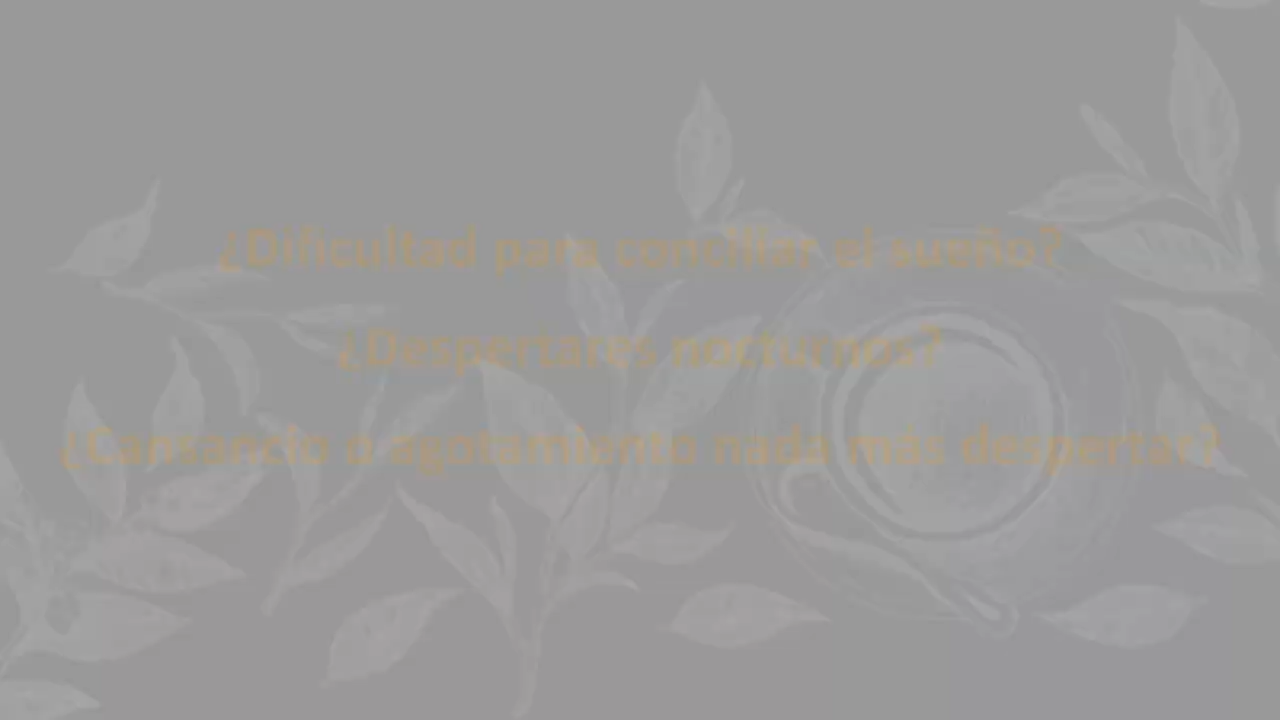 ¿Dificultad para conciliar el sueño?
¿Despertares nocturnos?
¿Cansancio o agotamiento nada más despertar?